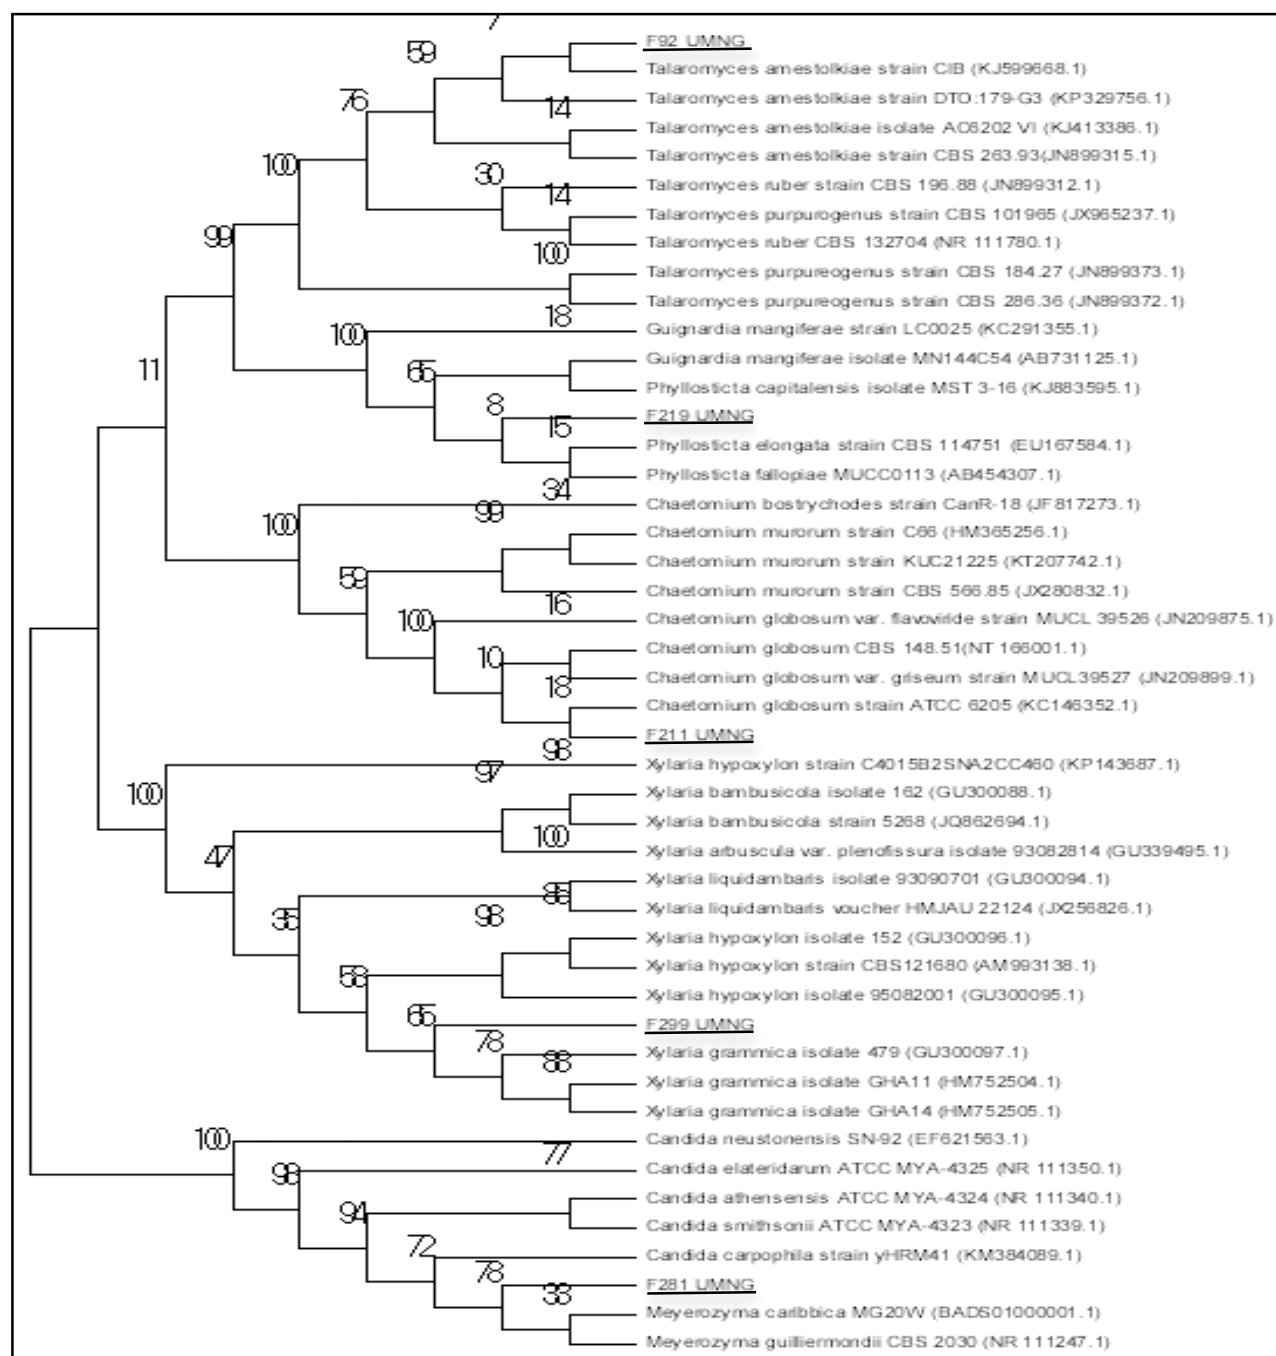 7
F92 UMNG
59
Talaromyces amestolkiae strain CIB (KJ599668.1)
76
Talaromyces amestolkiae strain DTO:179-G3 (KP329756.1)
14
Talaromyces amestolkiae isolate AO6202 VI (KJ413386.1)
100
Talaromyces amestolkiae strain CBS 263.93(JN899315.1)
30
Talaromyces ruber strain CBS 196.88 (JN899312.1)
14
Talaromyces purpurogenus strain CBS 101965 (JX965237.1)
99
Talaromyces ruber CBS 132704 (NR 111780.1)
100
Talaromyces purpureogenus strain CBS 184.27 (JN899373.1)
Talaromyces purpureogenus strain CBS 286.36 (JN899372.1)
18
100
Guignardia mangiferae strain LC0025 (KC291355.1)
11
Guignardia mangiferae isolate MN144C54 (AB731125.1)
65
Phyllosticta capitalensis isolate MST 3-16 (KJ883595.1)
8
F219 UMNG
15
Phyllosticta elongata strain CBS 114751 (EU167584.1)
Phyllosticta fallopiae MUCC0113 (AB454307.1)
34
Chaetomium bostrychodes strain CanR-18 (JF817273.1)
99
100
Chaetomium murorum strain C66 (HM365256.1)
Chaetomium murorum strain KUC21225 (KT207742.1)
59
Chaetomium murorum strain CBS 566.85 (JX280832.1)
16
100
Chaetomium globosum var. flavoviride strain MUCL 39526 (JN209875.1)
Chaetomium globosum CBS 148.51(NT 166001.1)
10
Chaetomium globosum var. griseum strain MUCL39527 (JN209899.1)
18
Chaetomium globosum strain ATCC 6205 (KC146352.1)
F211 UMNG
98
Xylaria hypoxylon strain C4015B2SNA2CC460 (KP143687.1)
97
100
Xylaria bambusicola isolate 162 (GU300088.1)
Xylaria bambusicola strain 5268 (JQ862694.1)
100
47
Xylaria arbuscula var. plenofissura isolate 93082814 (GU339495.1)
Xylaria liquidambaris isolate 93090701 (GU300094.1)
Xylaria liquidambaris voucher HMJAU 22124 (JX256826.1)
98
Xylaria hypoxylon isolate 152 (GU300096.1)
Xylaria hypoxylon strain CBS121680 (AM993138.1)
58
Xylaria hypoxylon isolate 95082001 (GU300095.1)
65
F299 UMNG
78
Xylaria grammica isolate 479 (GU300097.1)
88
Xylaria grammica isolate GHA11 (HM752504.1)
Xylaria grammica isolate GHA14 (HM752505.1)
100
Candida neustonensis SN-92 (EF621563.1)
77
98
Candida elateridarum ATCC MYA-4325 (NR 111350.1)
Candida athensensis ATCC MYA-4324 (NR 111340.1)
94
Candida smithsonii ATCC MYA-4323 (NR 111339.1)
72
Candida carpophila strain yHRM41 (KM384089.1)
78
F281 UMNG
33
Meyerozyma caribbica MG20W (BADS01000001.1)
Meyerozyma guilliermondii CBS 2030 (NR 111247.1)